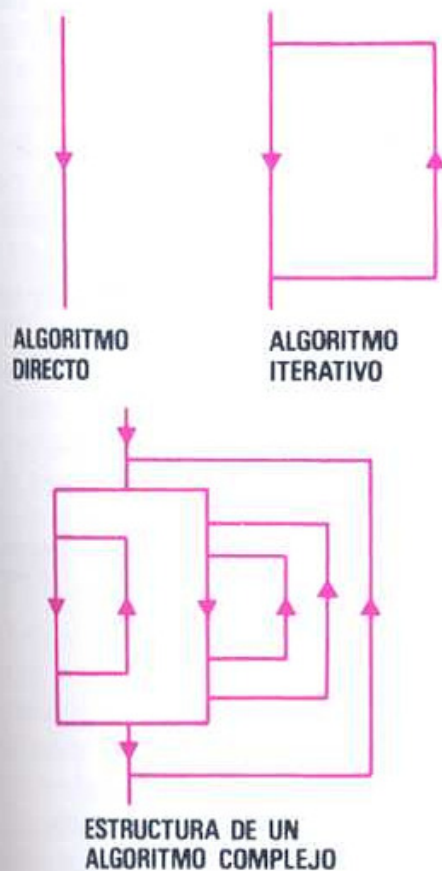 ALGORITMO
DIRECTO
ALGORITMO
ITERATIVO
ESTRUCTURA DE UN
ALGORITMO COMPLEJO